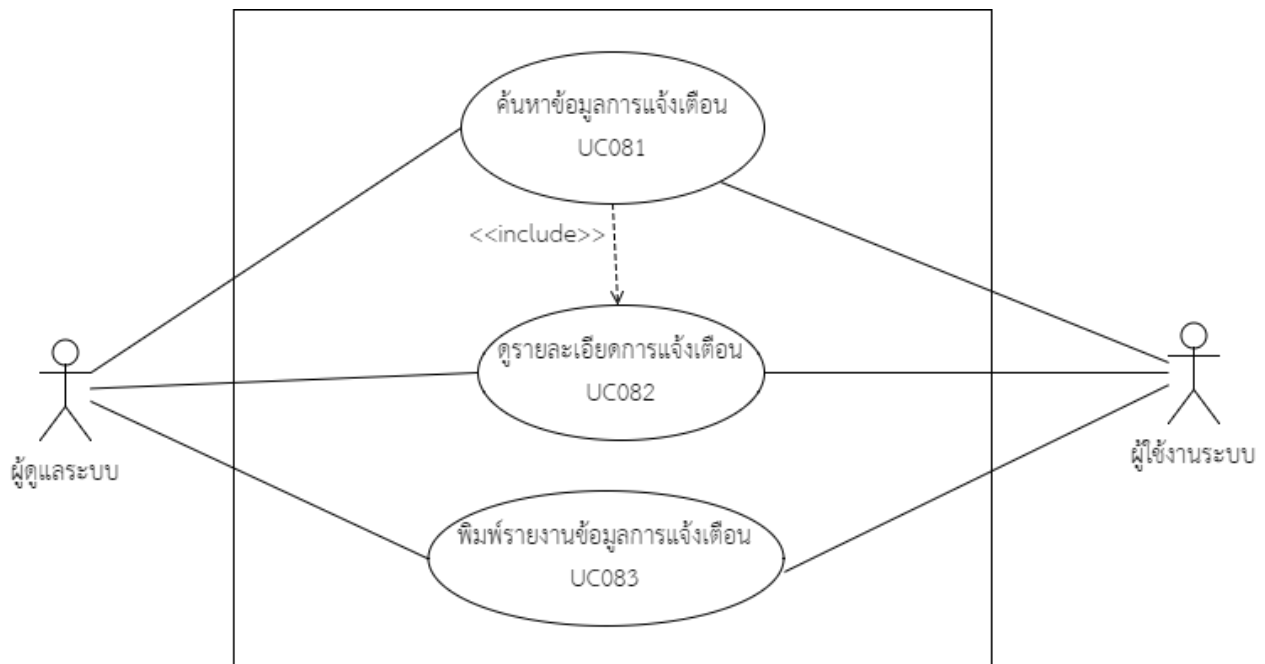 ค้นหาข้อมูลการแจ้งเตือน
UC081
<<include>>
ดูรายละเอียดการแจ้งเตือน
UC082
ผู้ดูแลระบบ
ผู้ใช้งานระบบ
พิมพ์รายงานข้อมูลการแจ้งเตือน
UC083